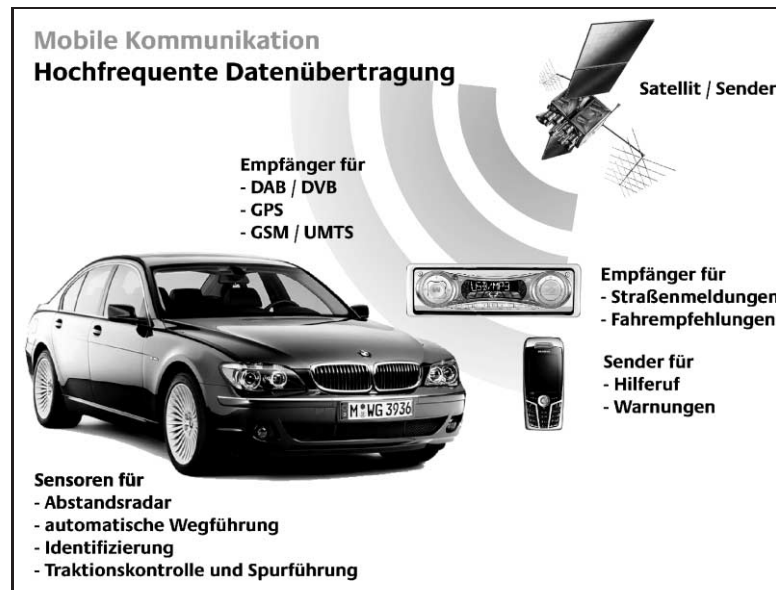 Mobile Kommunikation
Hochfrequente Datenübertragung
Satellit / Sender
Empfänger für
- DAB / DVB
- GPS
- GSM / UMTS
Empfänger für
- Straßenmeldungen
- Fahrempfehlungen
Sender für
- Hilferuf
- Warnungen
M WG 3936
Sensoren für
- Abstandsradar
- automatische Wegführung
- Identifizierung
- Traktionskontrolle und Spurführung